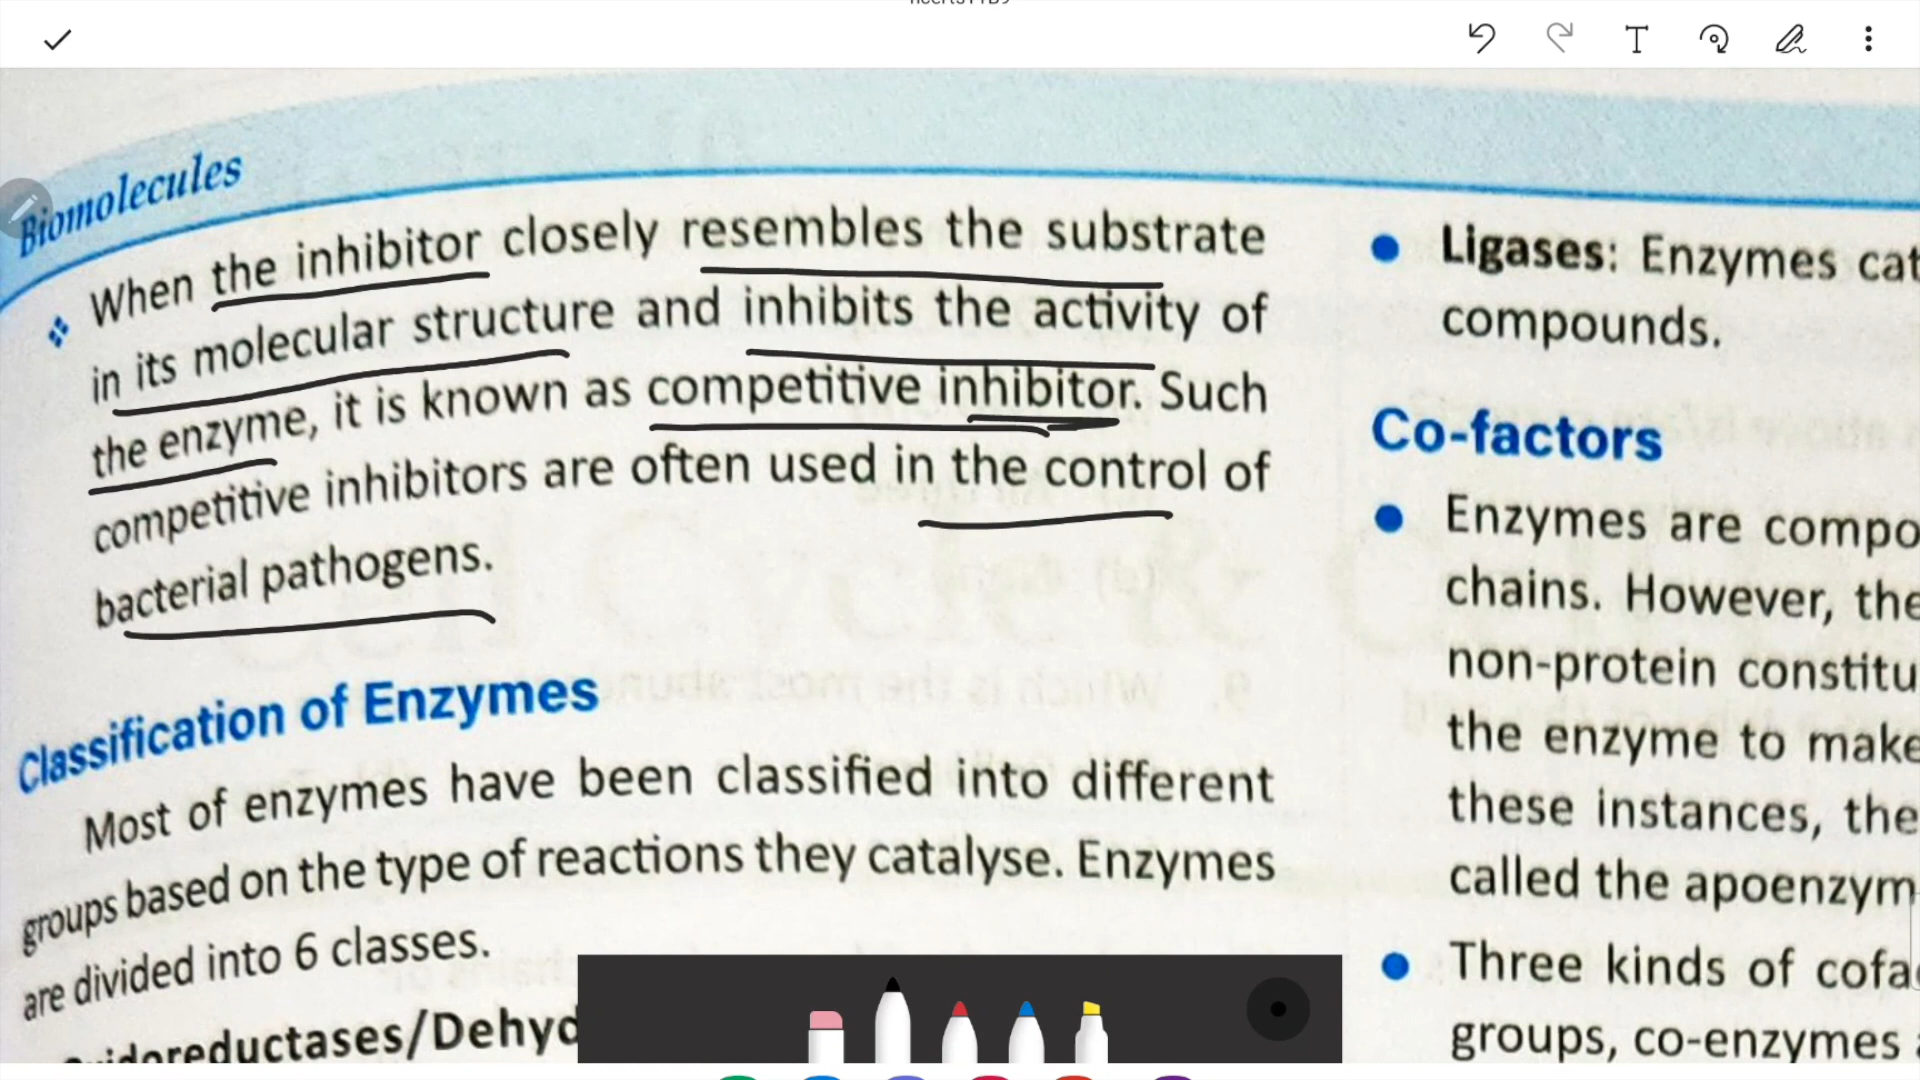 Biomolecules
When the inhibitor closely resembles the substrate
in its molecular structure and inhibits the activity of
the enzyme, it is known as competitive inhibitor. Such
competitive inhibitors are often used in the control of
bacterial pathogens.
Classification of Enzymes
Most of enzymes have been classified into different
groups based on the type of reactions they catalyse. Enzymes
are divided into 6 classes.
Ligases: Enzymes cat
compounds.
Co-factors
Enzymes are compo
chains. However, the
non-protein constitu
the enzyme to make
these instances, the
called the apoenzym
Three kinds of cofa
groups, co-enzymes
T